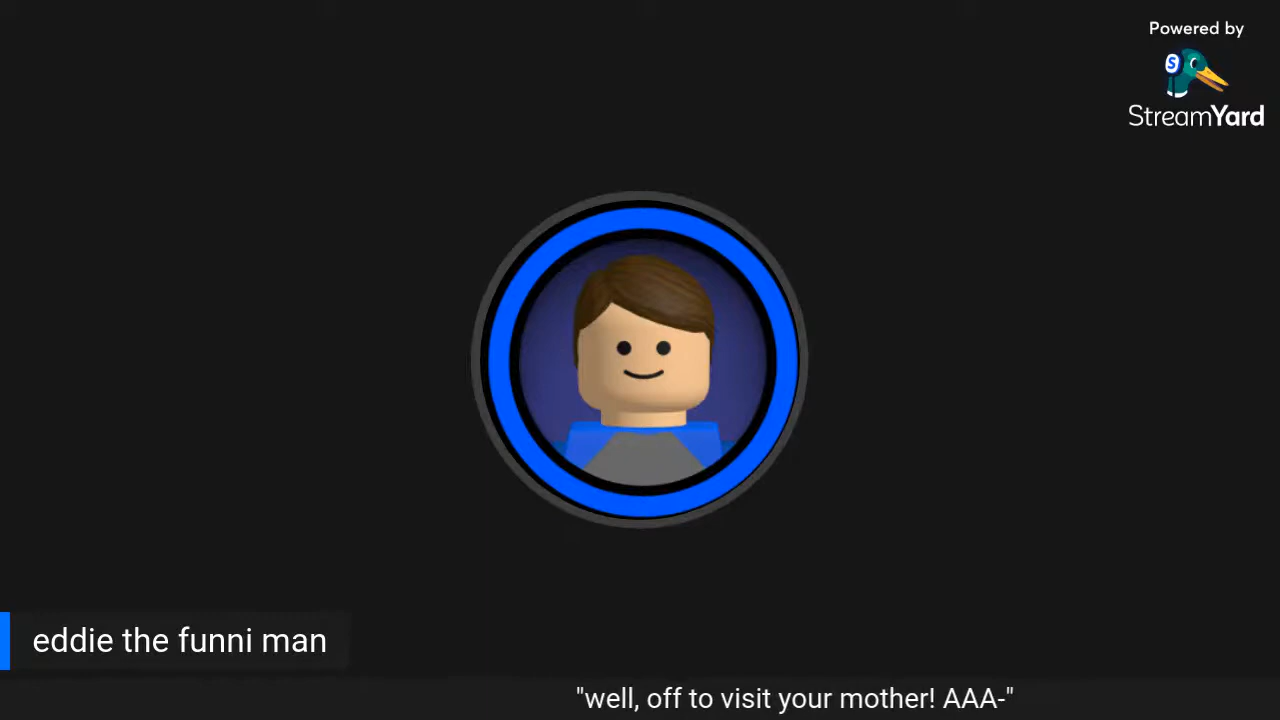 Powered by
S
StreamYard
eddie the funni man
"well, off to visit your mother! AAA-"